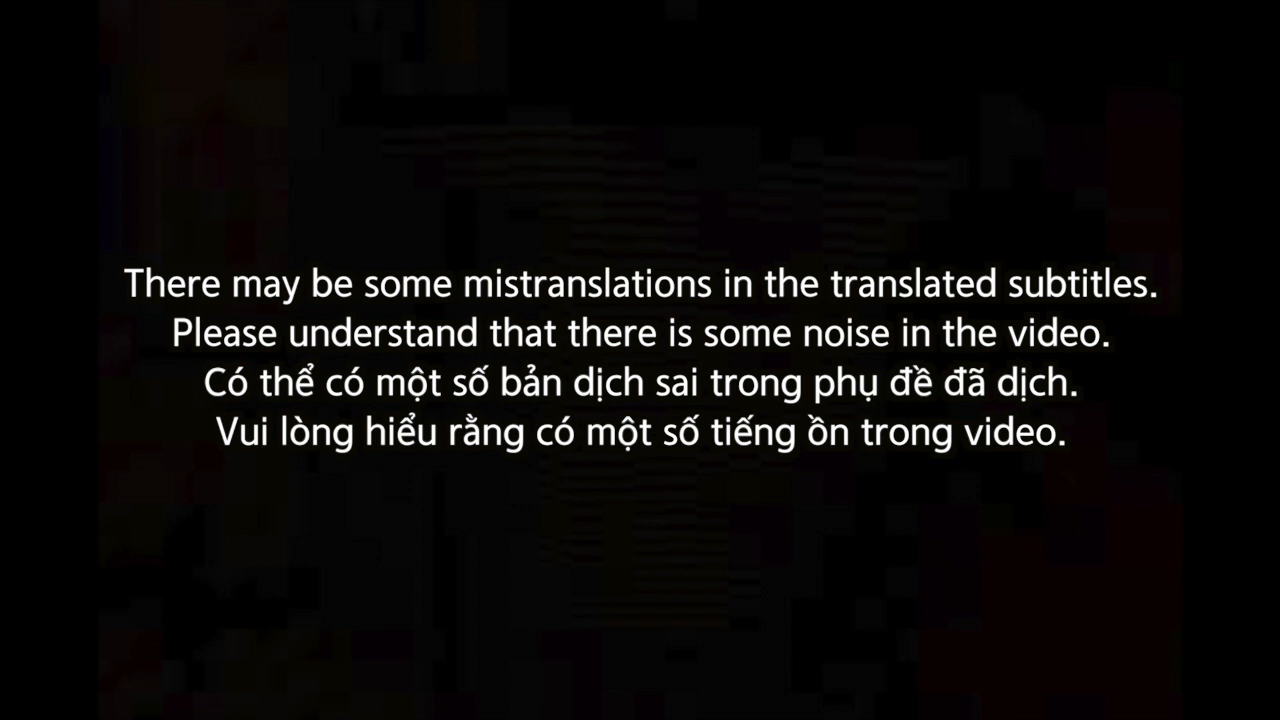 There may be some mistranslations in the translated subtitles.
Please understand that there is some noise in the video.
Có thể có một số bản dịch sai trong phụ đề đã dịch.
Vui lòng hiểu rằng có một số tiếng ồn trong video.